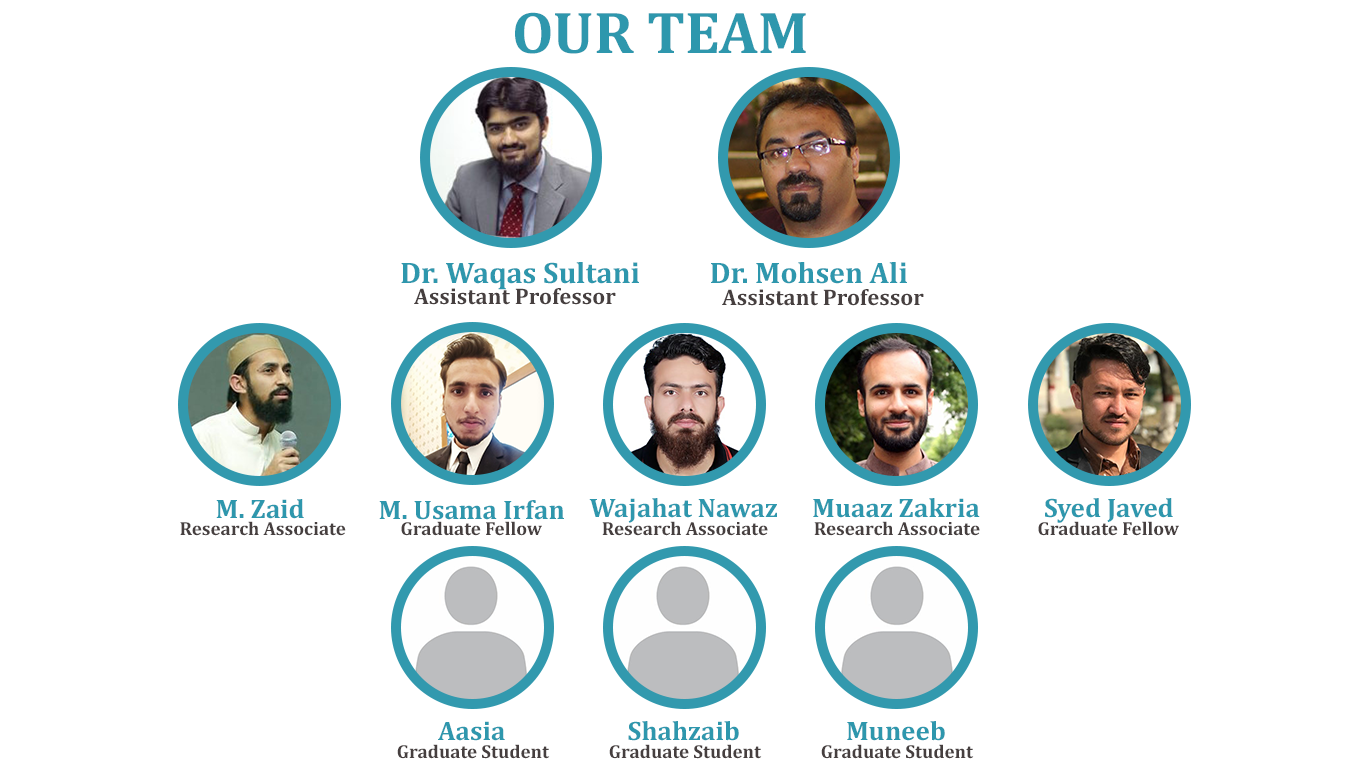 OUR TEAM
Dr. Waqas Sultani
Assistant Professor
Dr. Mohsen Ali
Assistant Professor
M. Zaid
Research Associate
M. Usama Irfan
Graduate Fellow
Wajahat Nawaz
Research Associate
Muaaz Zakria
Research Associate
Syed Javed
Graduate Fellow
Aasia
Graduate Student
Shahzaib
Graduate Student
Muneeb
Graduate Student